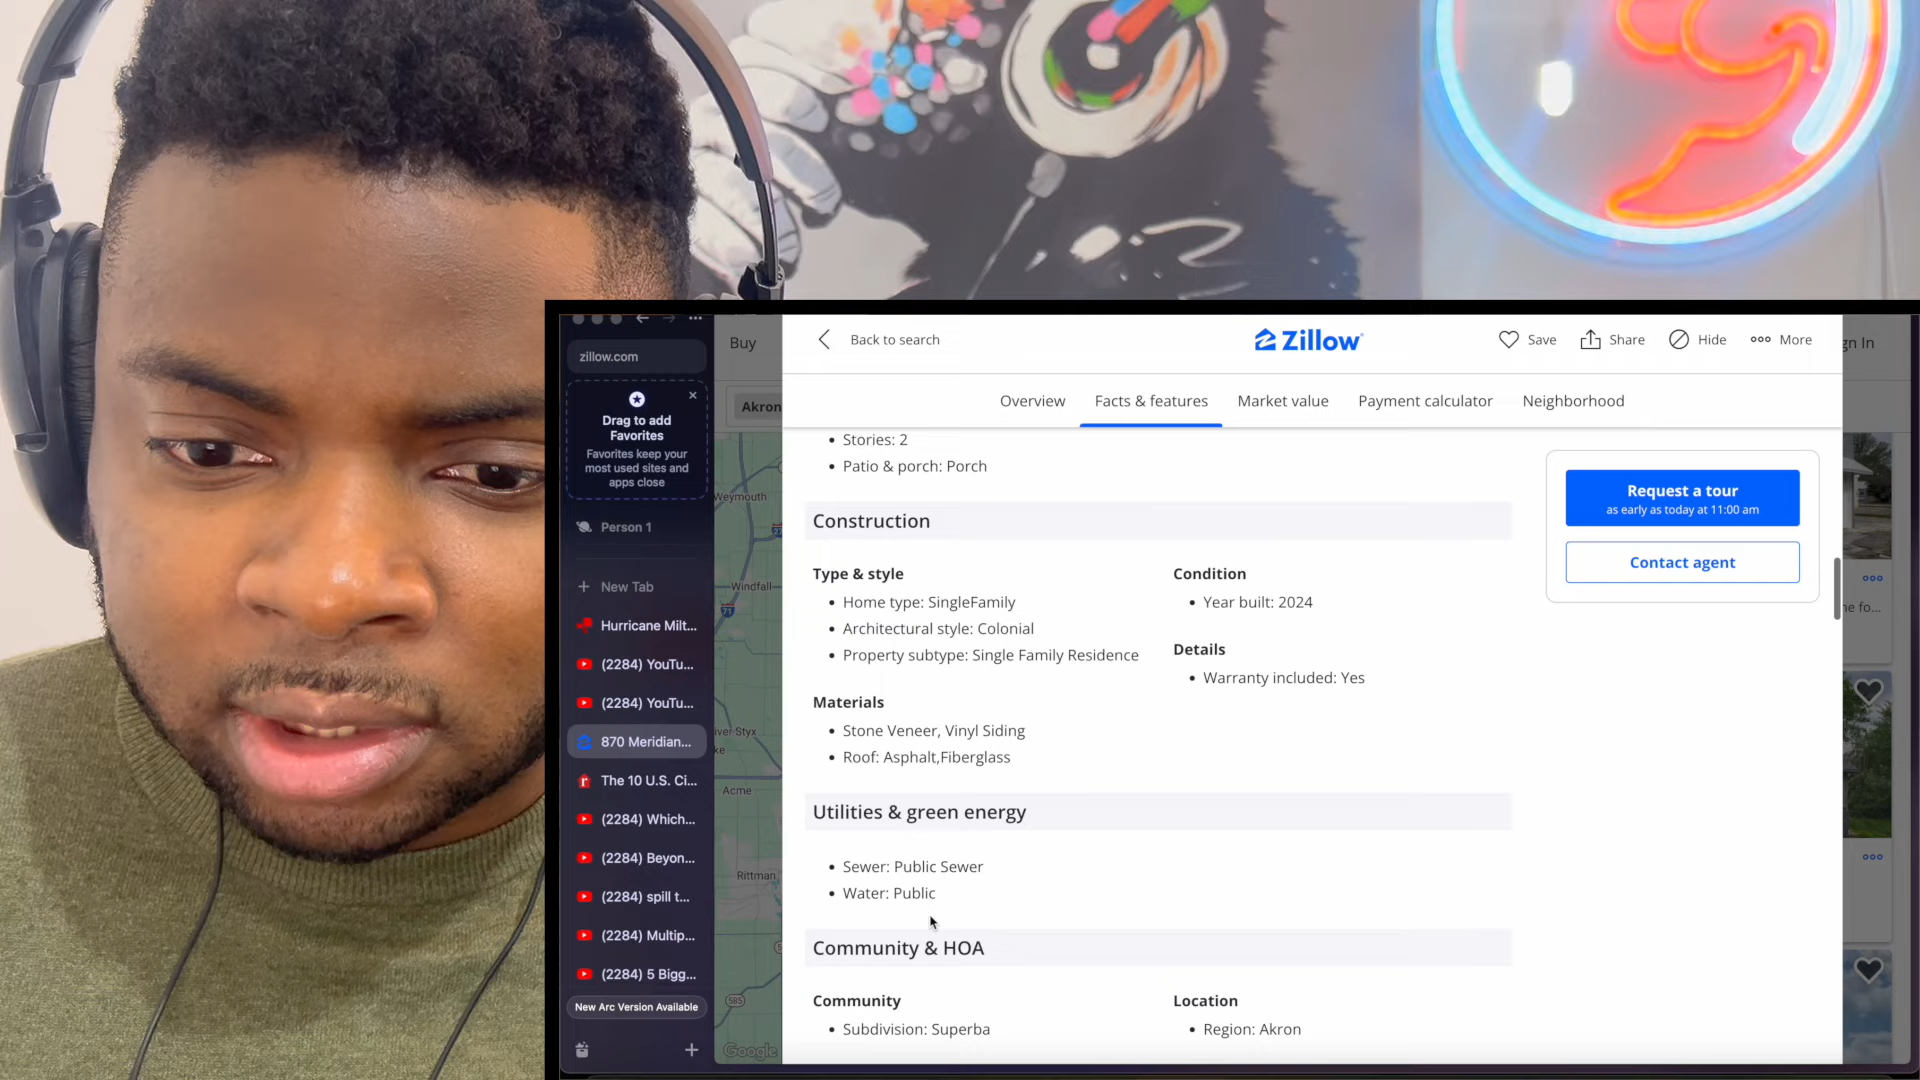 zillow.com
Drag to add
Favorites
Favorites keep your
most used sites and
apps close
Person 1
New Tab
Hurricane Milt...
(2284) YouTu...
(2284) YouTu...
870 Meridian...
The 10 U.S. Ci...
(2284) Which...
(2284) Beyon...
(2284) spill t...
(2284) Multip...
(2284) 5 Bigg...
New Arc Version Available
Buy
Akron
Weymouth
Windfall
71
Acme
Rittman
585
Google
Back to search
Zillow
Save
Share
Hide
More
gn In
Overview
Facts & features
Market value
Payment calculator
Neighborhood
Stories: 2
Patio & porch: Porch
Construction
Type & style
Home type: SingleFamily
Architectural style: Colonial
Property subtype: Single Family Residence
Materials
Stone Veneer, Vinyl Siding
Roof: Asphalt,Fiberglass
Condition
Year built: 2024
Details
Warranty included: Yes
Utilities & green energy
Sewer: Public Sewer
Water: Public
Community & HOA
Community
Subdivision: Superba
Location
Region: Akron
Request a tour
as early as today at 11:00 am
Contact agent
he fo...